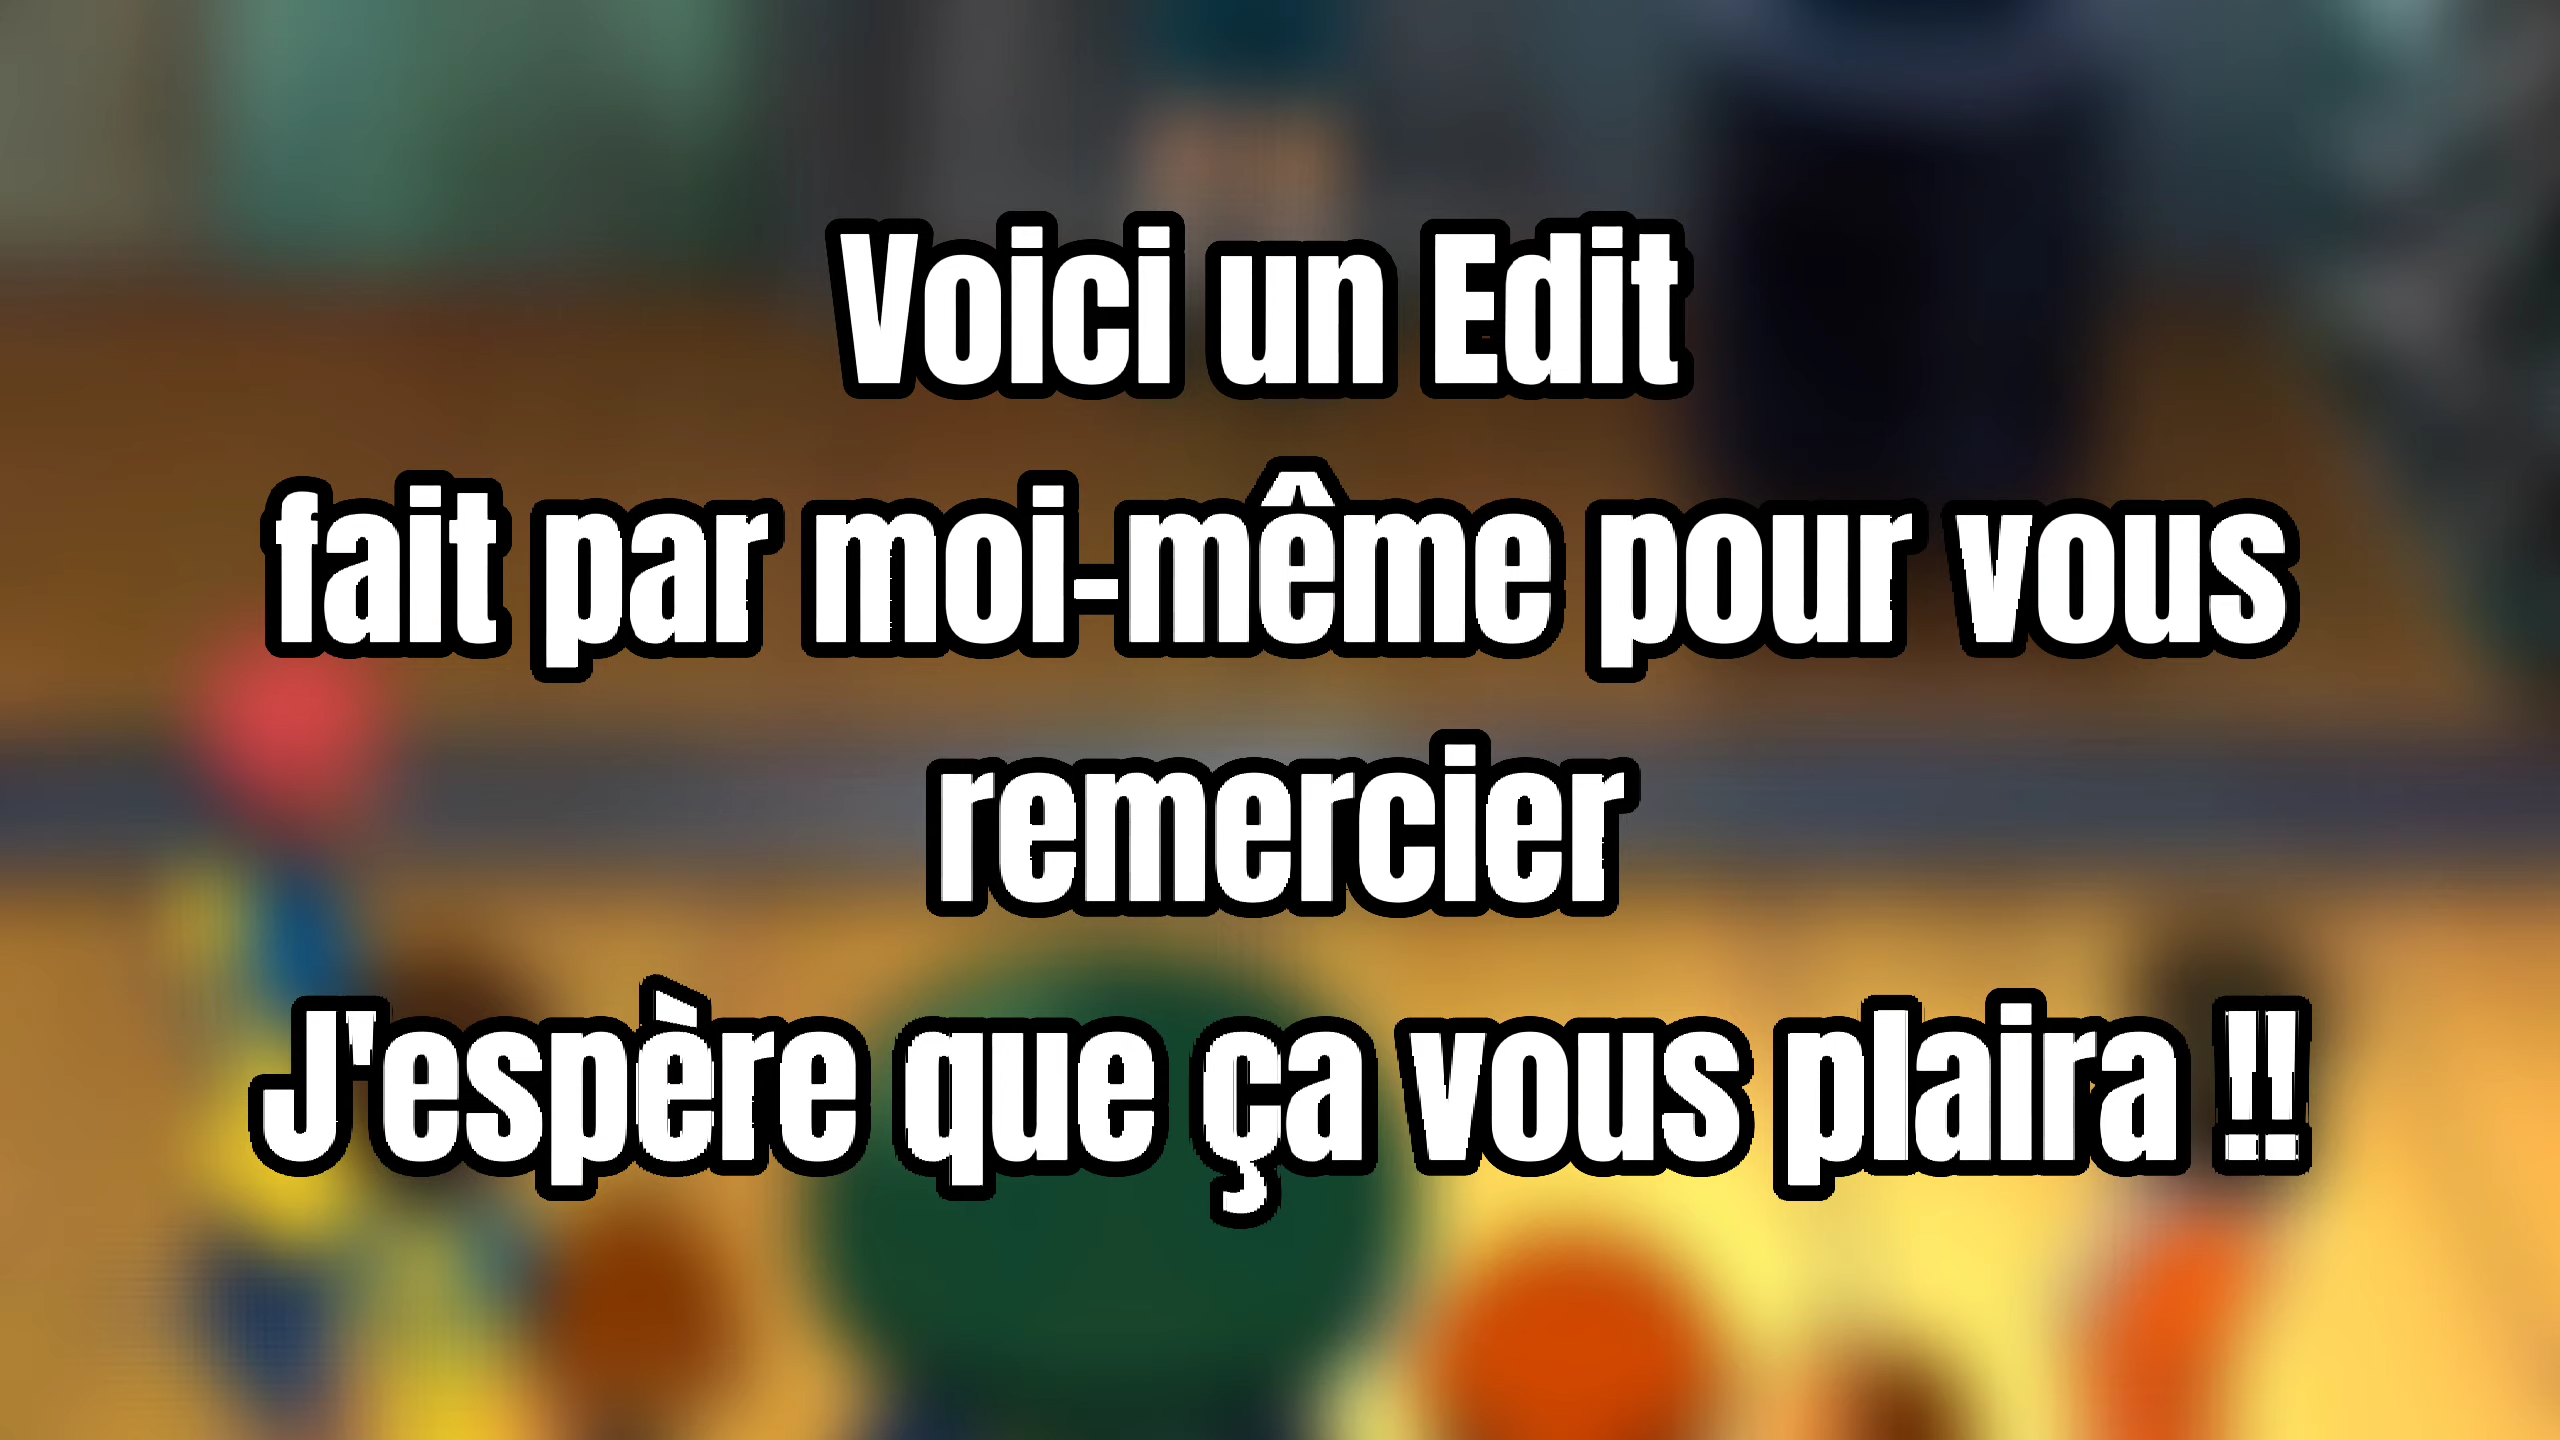 Voici un Edit
fait par moi-même pour vous
remercier
J'espère que ça vous plaira !!